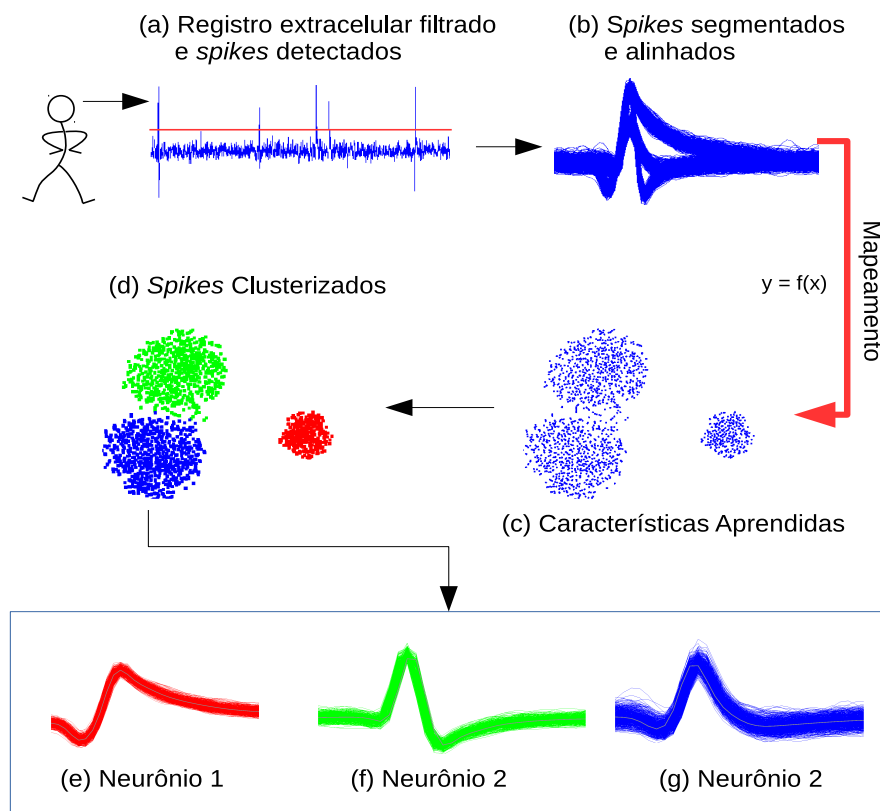 (a) Registro extracelular filtrado
e spikes detectados
(b) Spikes segmentados
e alinhados
Mapeamento
y = f(x)
(d) Spikes Clusterizados
(c) Características Aprendidas
(e) Neurônio 1
(f) Neurônio 2
(g) Neurônio 2